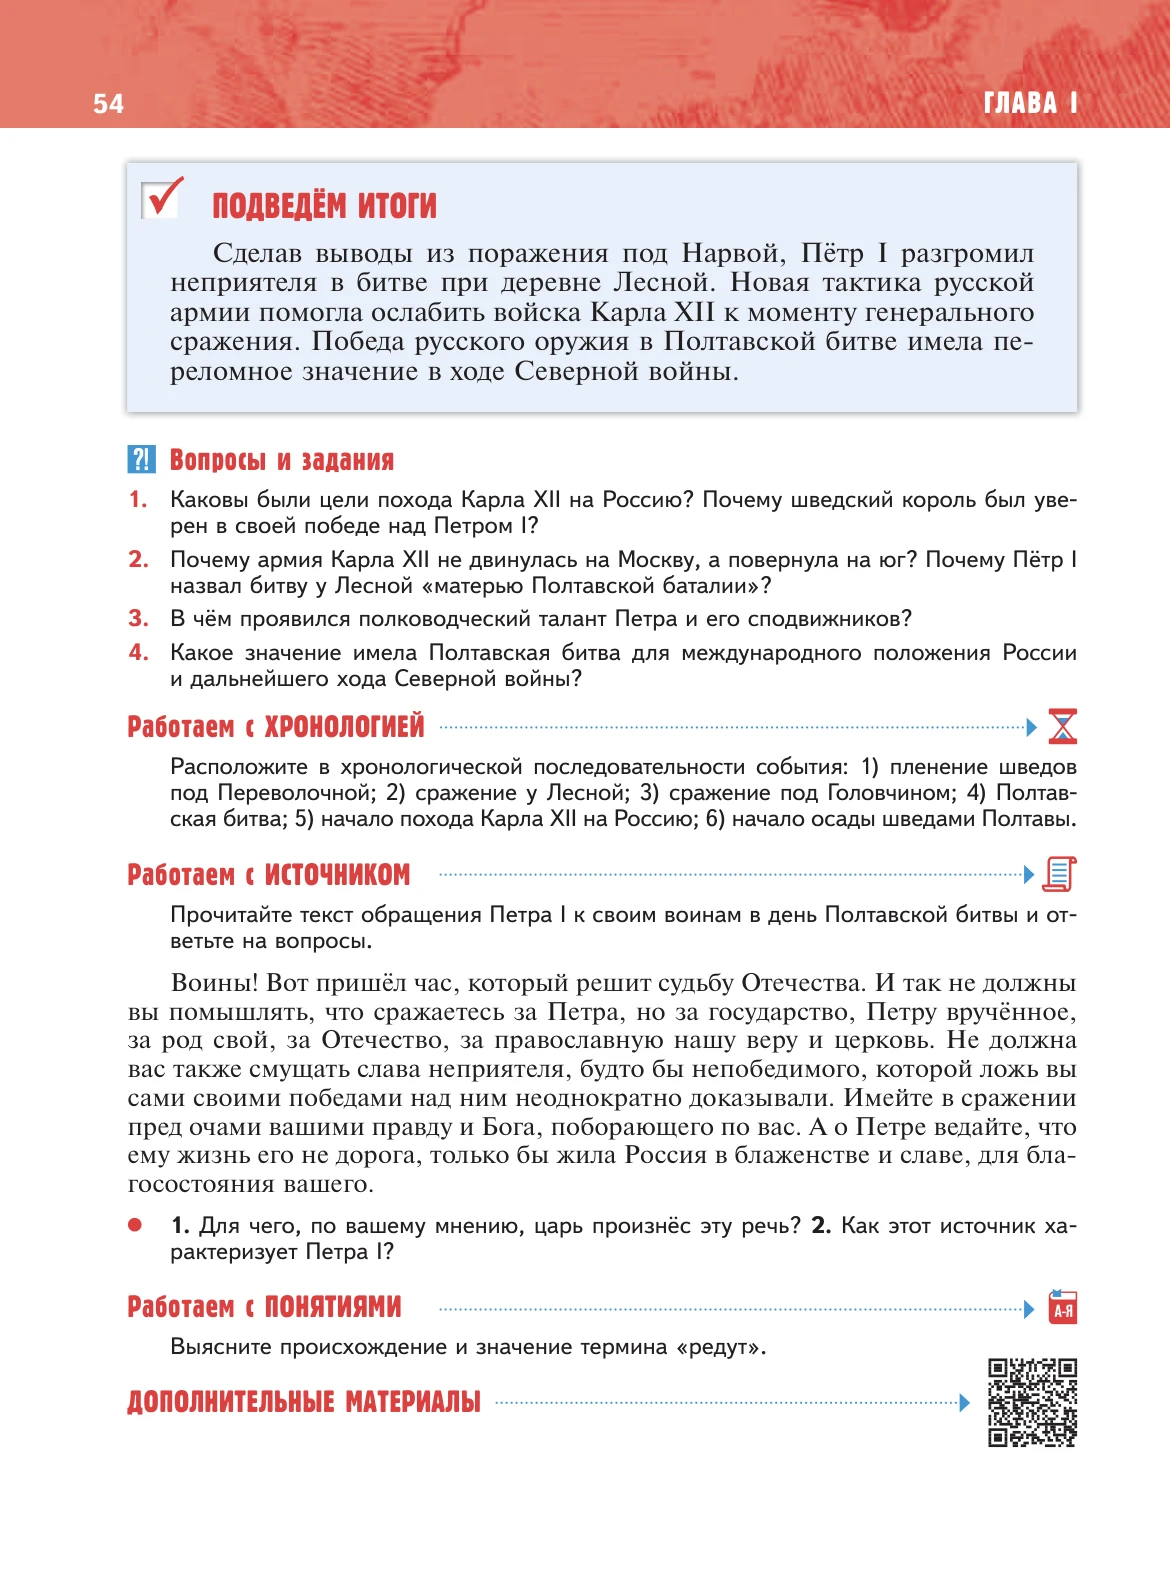 54
ГЛАВА I
ПОДВЕДЁМ ИТОГИ
Сделав выводы из поражения под Нарвой, Пётр I разгромил
неприятеля в битве при деревне Лесной. Новая тактика русской
армии помогла ослабить войска Карла XII к моменту генерального
сражения. Победа русского оружия в Полтавской битве имела пе-
реломное значение в ходе Северной войны.
?! Вопросы и задания
1. Каковы были цели похода Карла XII на Россию? Почему шведский король был уве-
рен в своей победе над Петром I?
2. Почему армия Карла XII не двинулась на Москву, а повернула на юг? Почему Пётр I
назвал битву у Лесной «матерью Полтавской баталии»?
3. В чём проявился полководческий талант Петра и его сподвижников?
4. Какое значение имела Полтавская битва для международного положения России
и дальнейшего хода Северной войны?
Работаем с ХРОНОЛОГИЕЙ
Расположите в хронологической последовательности события: 1) пленение шведов
под Переволочной; 2) сражение у Лесной; 3) сражение под Головчином; 4) Полтав-
ская битва; 5) начало похода Карла XII на Россию; 6) начало осады шведами Полтавы.
Работаем с ИСТОЧНИКОМ
Прочитайте текст обращения Петра I к своим воинам в день Полтавской битвы и от-
ветьте на вопросы.
Воины! Вот пришёл час, который решит судьбу Отечества. И так не должны
вы помышлять, что сражаетесь за Петра, но за государство, Петру вручённое,
за род свой, за Отечество, за православную нашу веру и церковь. Не должна
вас также смущать слава неприятеля, будто бы непобедимого, которой ложь вы
сами своими победами над ним неоднократно доказывали. Имейте в сражении
пред очами вашими правду и Бога, поборающего по вас. А о Петре ведайте, что
ему жизнь его не дорога, только бы жила Россия в блаженстве и славе, для бла-
госостояния вашего.
● 1. Для чего, по вашему мнению, царь произнёс эту речь? 2. Как этот источник ха-
рактеризует Петра I?
Работаем с ПОНЯТИЯМИ
А-Я
Выясните происхождение и значение термина «редут».
ДОПОЛНИТЕЛЬНЫЕ МАТЕРИАЛЫ